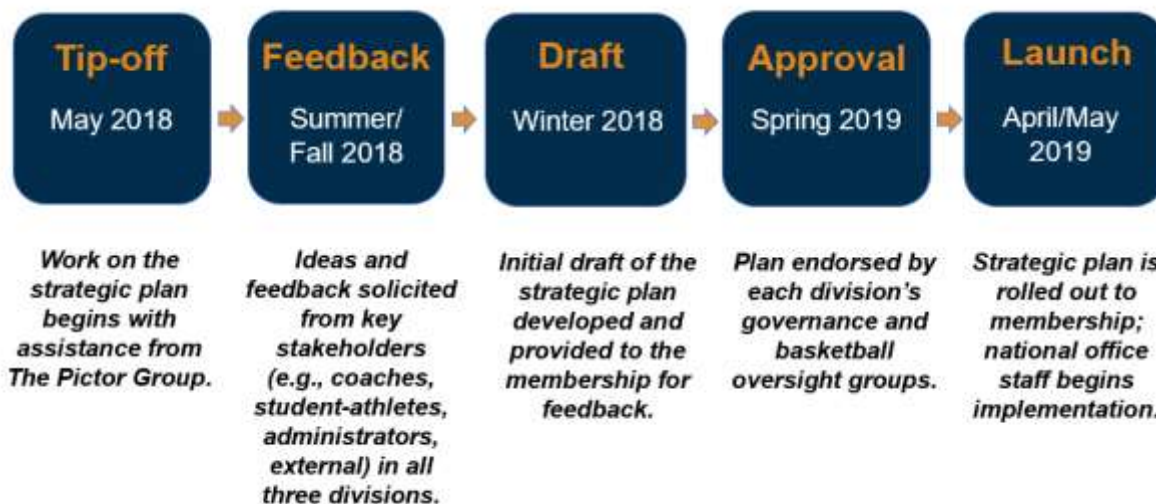 Tip-off
May 2018
Feedback
Summer/
Fall 2018
Draft
Winter 2018
Approval
Spring 2019
Launch
April/May
2019
Work on the
strategic plan
begins with
assistance from
The Pictor Group.
Ideas and
feedback solicited
from key
stakeholders
(e.g., coaches,
student-athletes,
administrators,
external) in all
three divisions.
Initial draft of the
strategic plan
developed and
provided to the
membership for
feedback.
Plan endorsed by
each division's
governance and
basketball
oversight groups.
Strategic plan is
rolled out to
membership;
national office
staff begins
implementation.